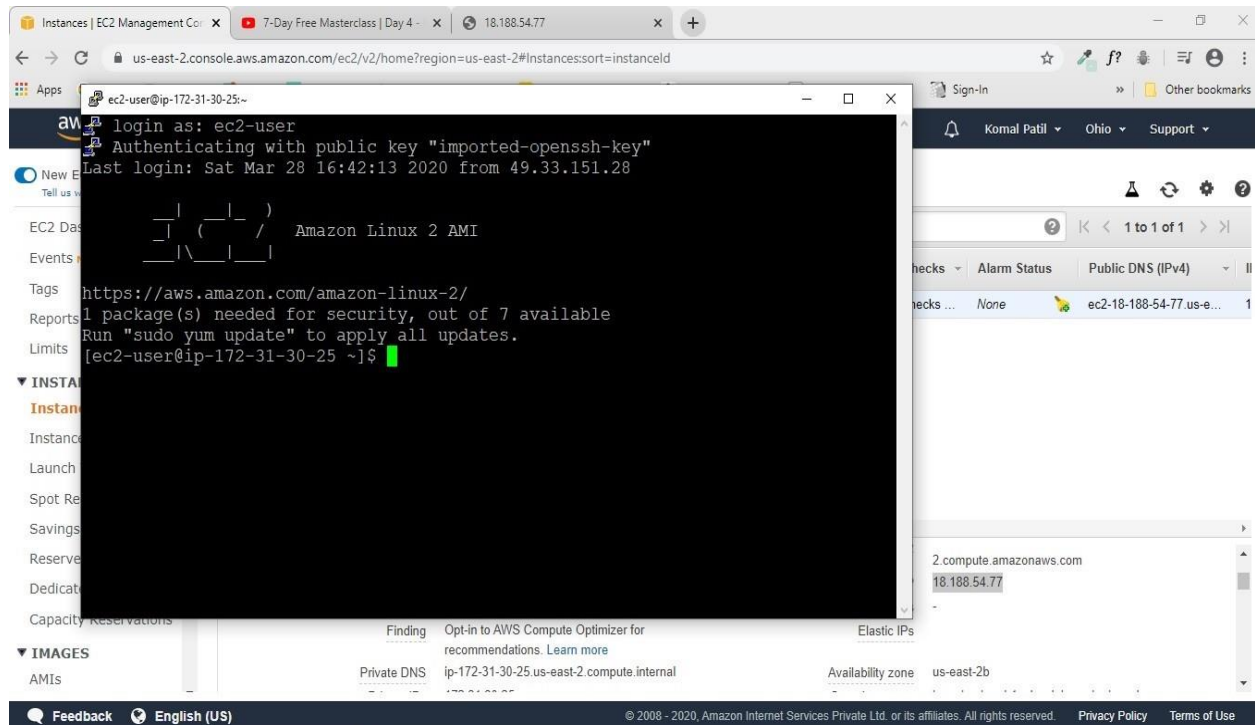 Instances | EC2 Management Cor
7-Day Free Masterclass | Day 4 -
18.188.54.77
us-east-2.console.aws.amazon.com/ec2/v2/home?region=us-east-2#Instances:sort=instanceId
f?
Apps
Sign-In
»
Other bookmarks
ec2-user@ip-172-31-30-25:~
login as: ec2-user
Authenticating with public key "imported-openssh-key"
Last login: Sat Mar 28 16:42:13 2020 from 49.33.151.28
__|  __|_  )
_|  (     /   Amazon Linux 2 AMI
___|\___|___|
https://aws.amazon.com/amazon-linux-2/
1 package(s) needed for security, out of 7 available
Run "sudo yum update" to apply all updates.
[ec2-user@ip-172-31-30-25 ~]$
aw
Komal Patil
Ohio
Support
New E
Tell us w
EC2 Das
Events
Tags
Reports
Limits
INSTAN
Instan
Instance
Launch
Spot Re
Savings
Reserve
Dedicat
Capacity Reservations
IMAGES
AMIs
1 to 1 of 1
hecks
Alarm Status
Public DNS (IPv4)
hecks ...
None
ec2-18-188-54-77.us-e...
1
2.compute.amazonaws.com
18.188.54.77
-
Finding
Opt-in to AWS Compute Optimizer for
recommendations. Learn more
Elastic IPs
Private DNS
ip-172-31-30-25.us-east-2.compute.internal
Availability zone
us-east-2b
Feedback
English (US)
© 2008 - 2020, Amazon Internet Services Private Ltd. or its affiliates. All rights reserved.
Privacy Policy
Terms of Use